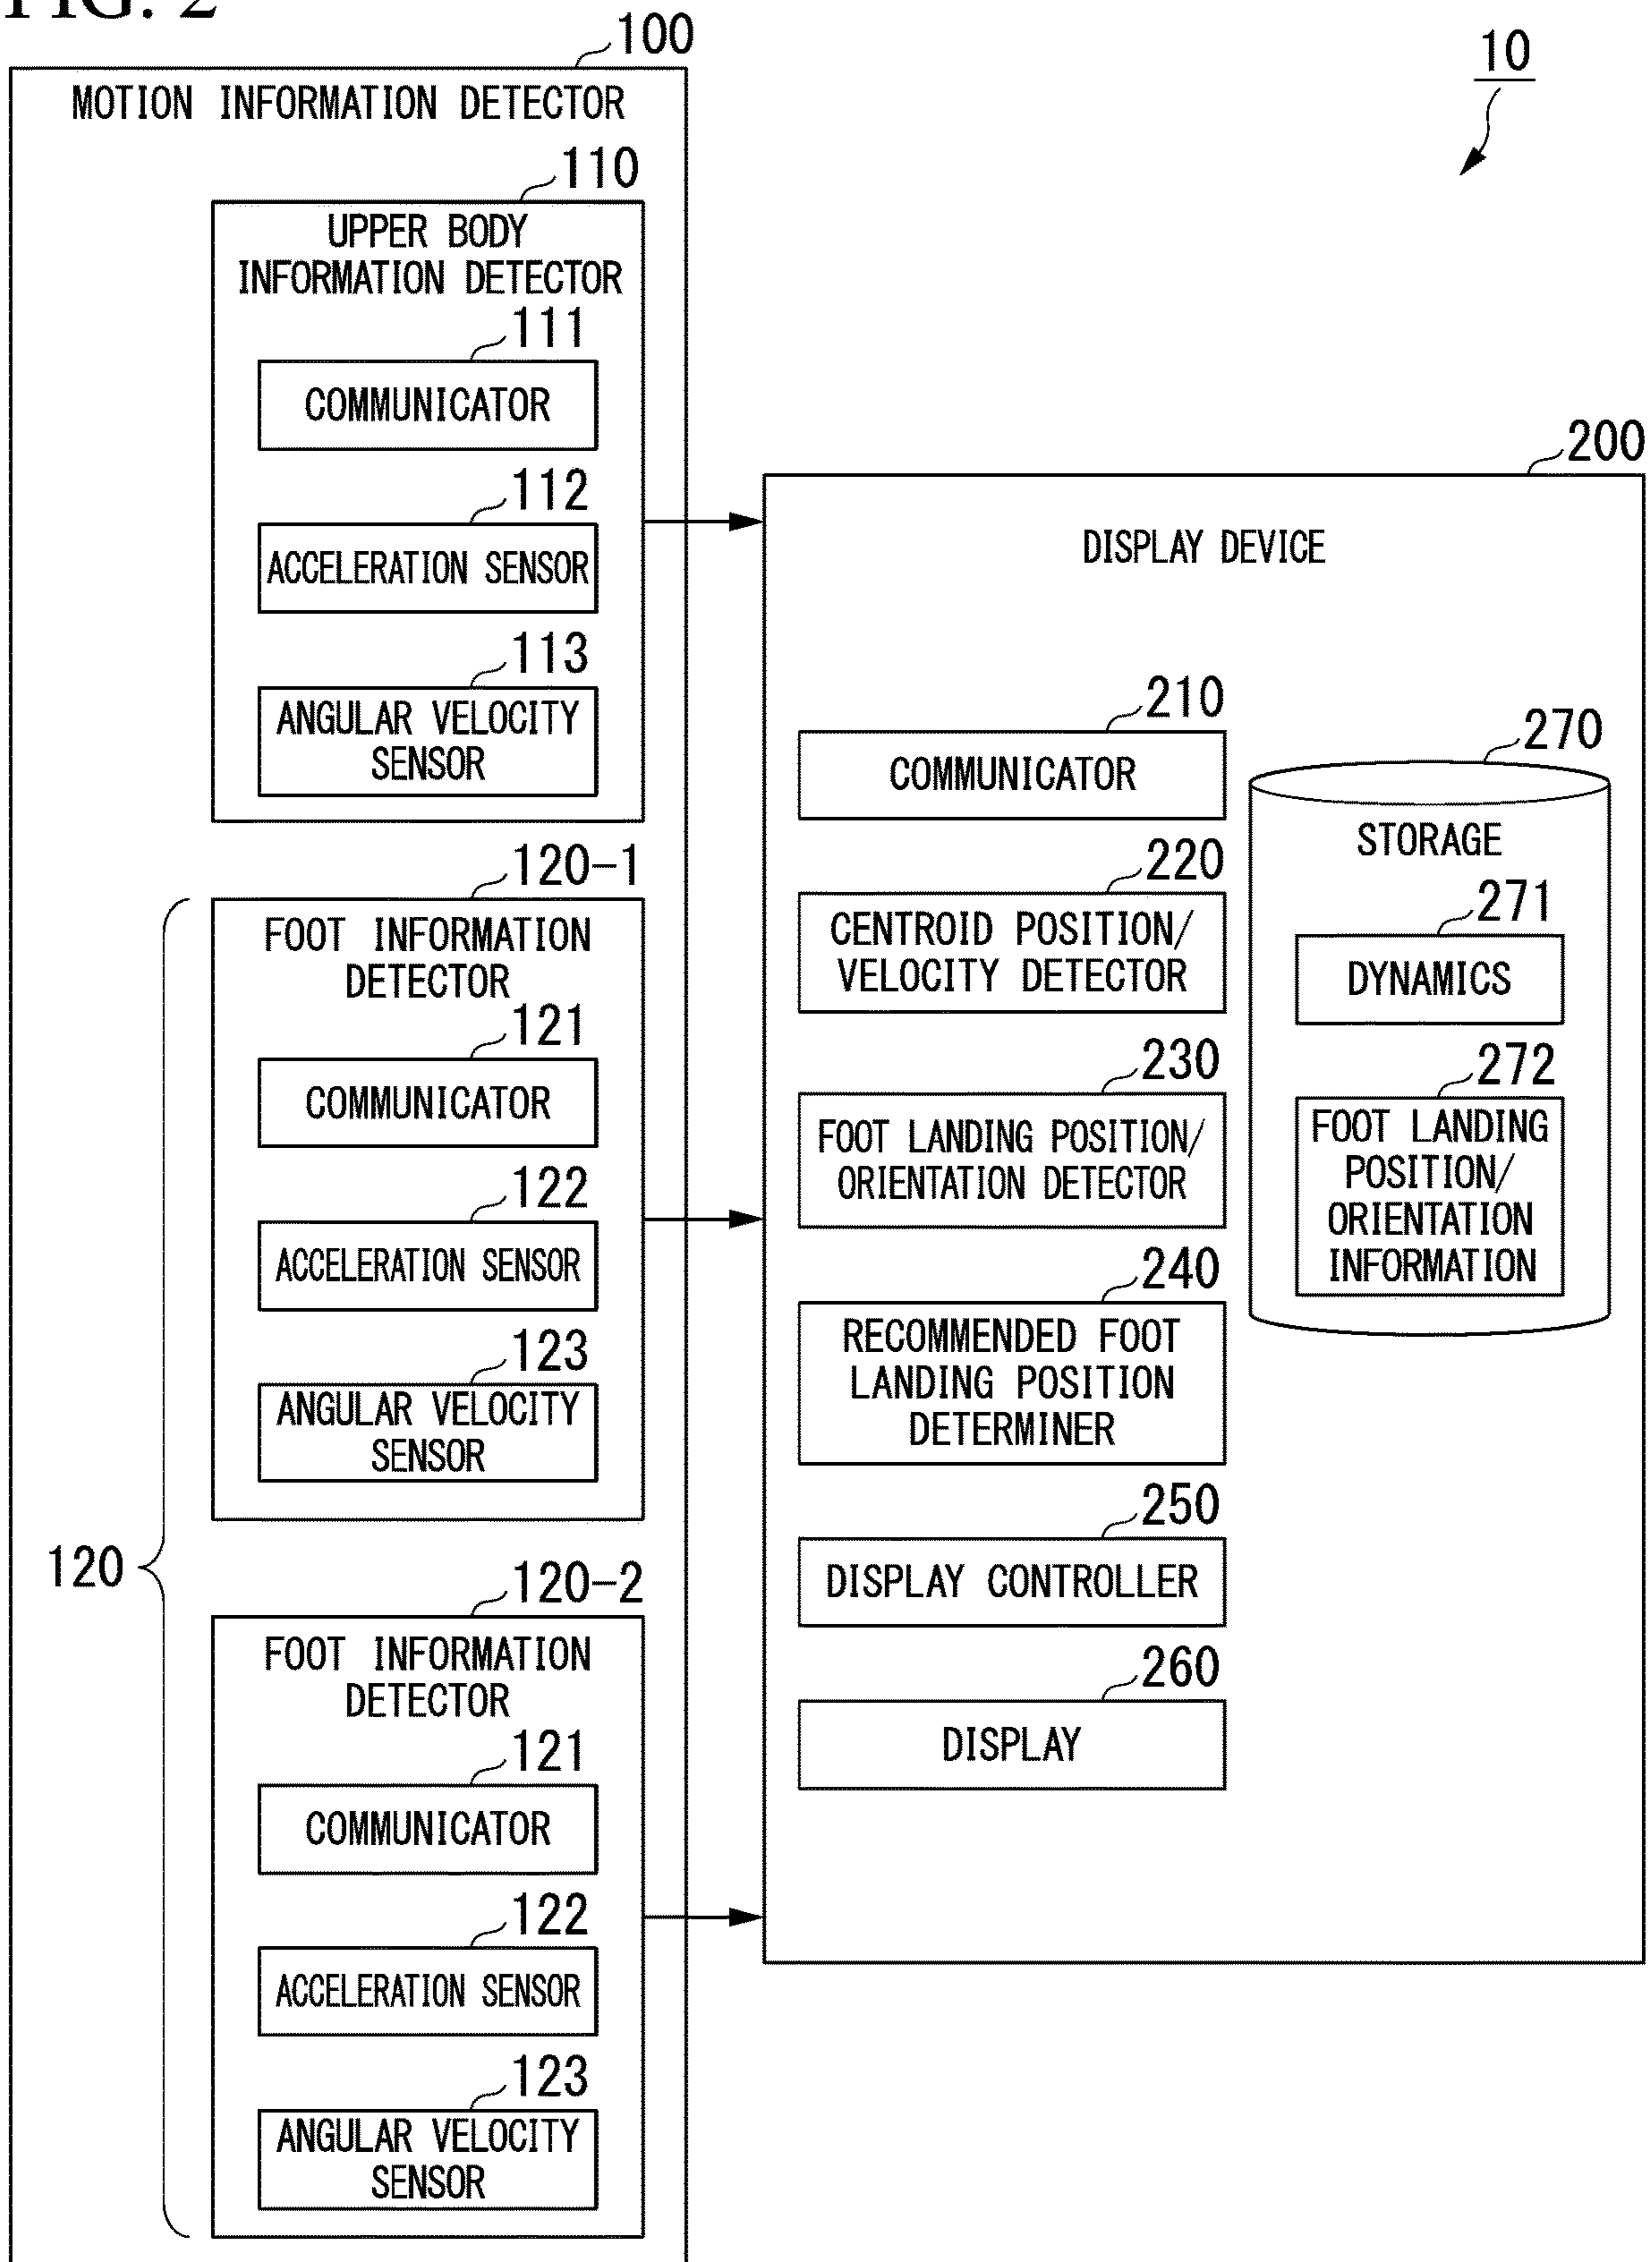 FIG. 2
100
10
MOTION INFORMATION DETECTOR
110
UPPER BODY
INFORMATION DETECTOR
111
COMMUNICATOR
112
ACCELERATION SENSOR
113
ANGULAR VELOCITY
SENSOR
120
120-1
FOOT INFORMATION
DETECTOR
121
COMMUNICATOR
122
ACCELERATION SENSOR
123
ANGULAR VELOCITY
SENSOR
120-2
FOOT INFORMATION
DETECTOR
121
COMMUNICATOR
122
ACCELERATION SENSOR
123
ANGULAR VELOCITY
SENSOR
200
DISPLAY DEVICE
210
COMMUNICATOR
220
CENTROID POSITION/
VELOCITY DETECTOR
230
FOOT LANDING POSITION/
ORIENTATION DETECTOR
240
RECOMMENDED FOOT
LANDING POSITION
DETERMINER
250
DISPLAY CONTROLLER
260
DISPLAY
270
STORAGE
271
DYNAMICS
272
FOOT LANDING
POSITION/
ORIENTATION
INFORMATION